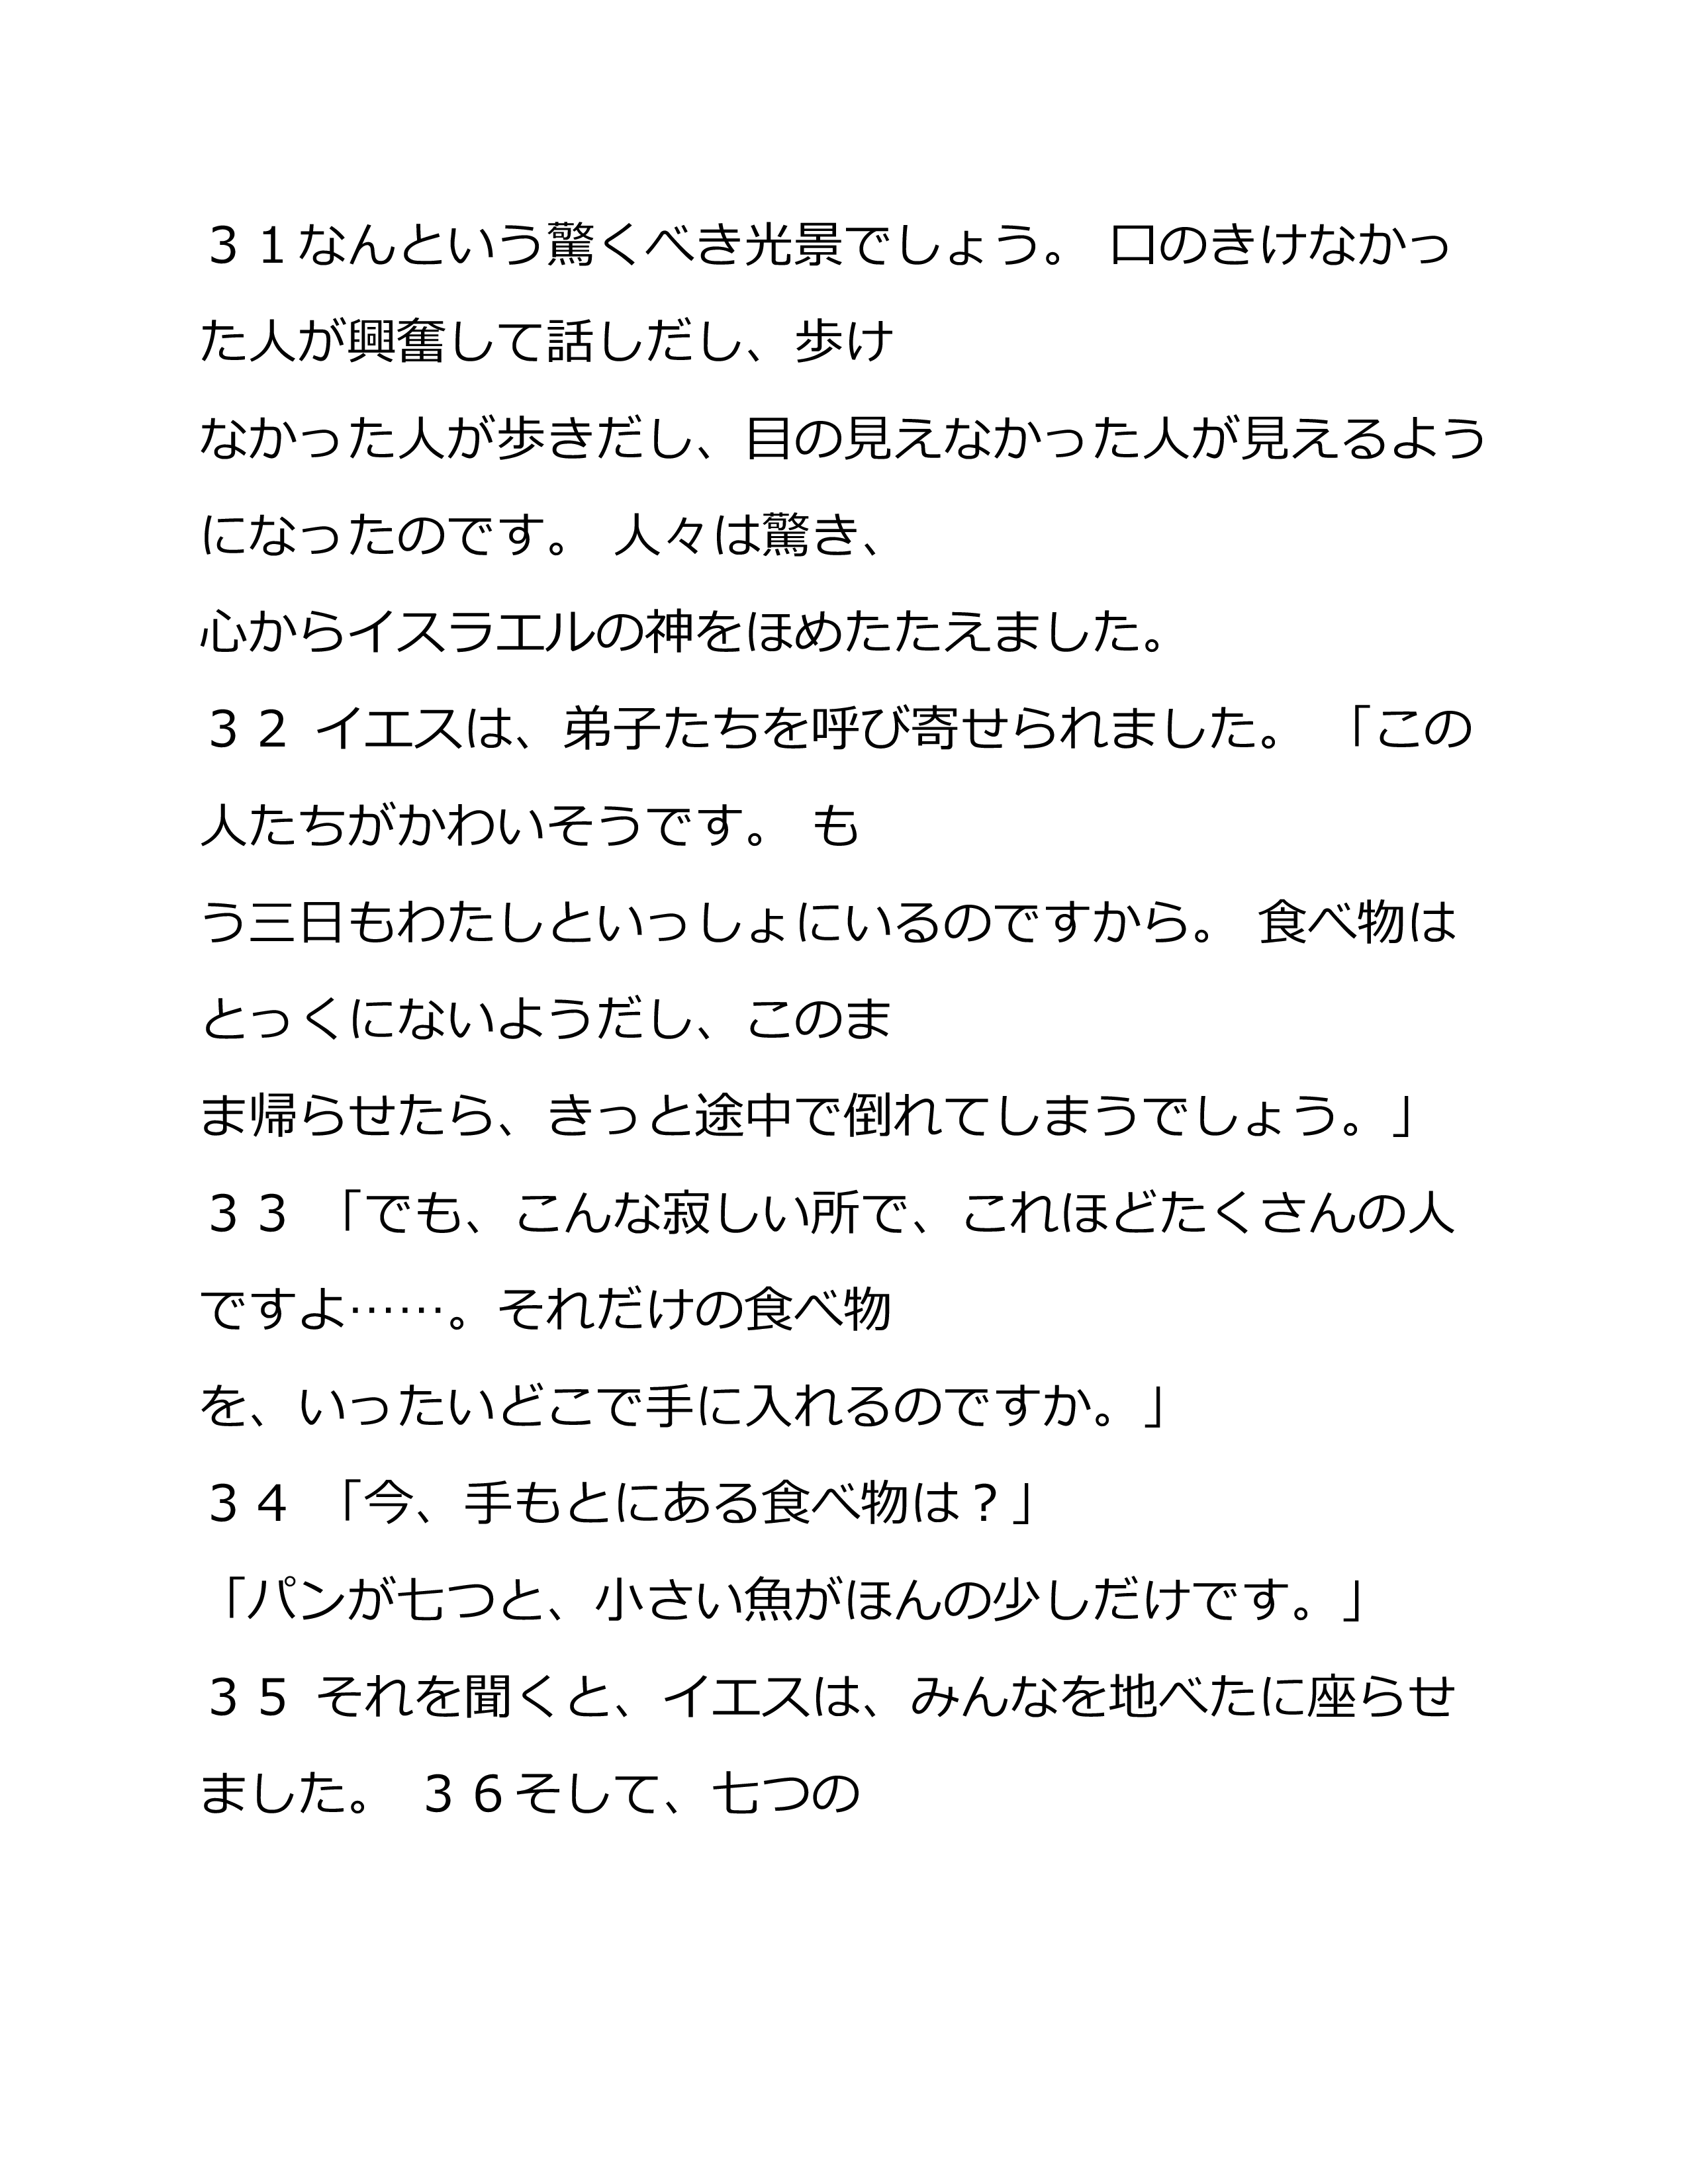 ３１なんという驚くべき光景でしょう。 口のきけなかっ
た人が興奮して話しだし、歩け
なかった人が歩きだし、目の見えなかった人が見えるよう
になったのです。 人々は驚き、
心からイスラエルの神をほめたたえました。
３２ イエスは、弟子たちを呼び寄せられました。 「この
人たちがかわいそうです。 も
う三日もわたしといっしょにいるのですから。 食べ物は
とっくにないようだし、このま
ま帰らせたら、きっと途中で倒れてしまうでしょう。」
３３ 「でも、こんな寂しい所で、これほどたくさんの人
ですよ……。それだけの食べ物
を、いったいどこで手に入れるのですか。」
３４ 「今、手もとにある食べ物は？」
「パンが七つと、小さい魚がほんの少しだけです。」
３５ それを聞くと、イエスは、みんなを地べたに座らせ
ました。 ３６そして、七つの